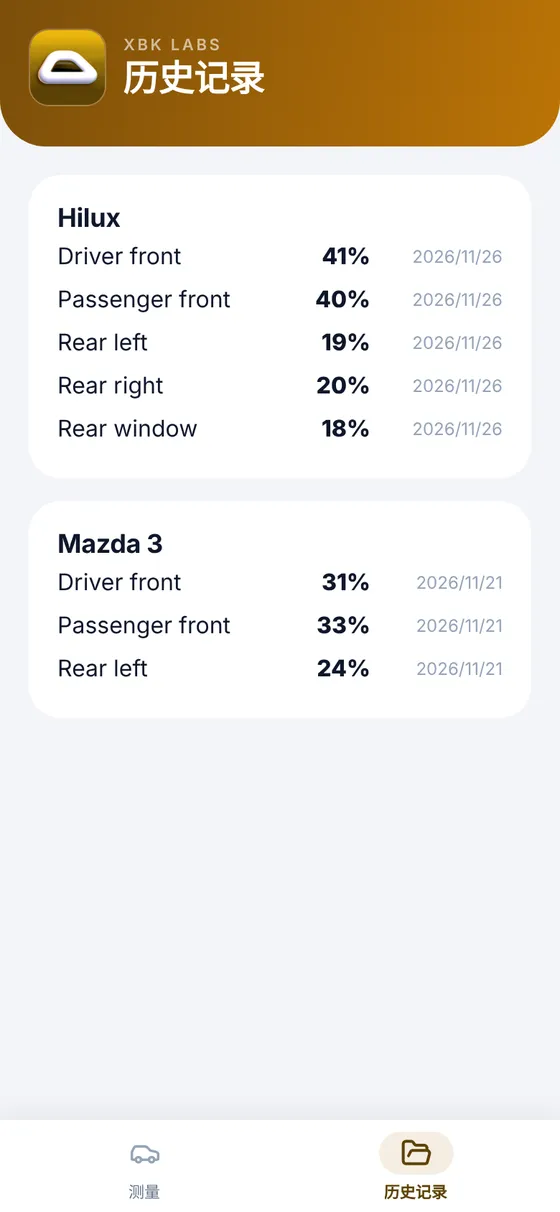 XBK LABS
历史记录
Hilux
Driver front 41% 2026/11/26
Passenger front 40% 2026/11/26
Rear left 19% 2026/11/26
Rear right 20% 2026/11/26
Rear window 18% 2026/11/26
Mazda 3
Driver front 31% 2026/11/21
Passenger front 33% 2026/11/21
Rear left 24% 2026/11/21
测量 历史记录